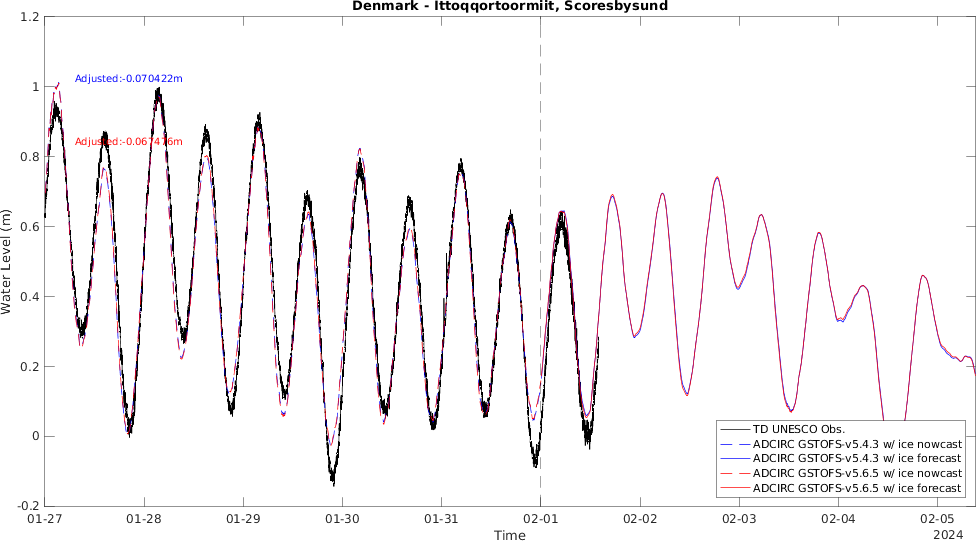 Denmark - Ittoqqortoormiit, Scoresbysund
1.2
1
0.8
0.6
0.4
0.2
0
-0.2
Water Level (m)
Adjusted:-0.070422m
Adjusted:-0.067476m
TD UNESCO Obs.
ADCIRC GSTOFS-v5.4.3 w/ ice nowcast
ADCIRC GSTOFS-v5.4.3 w/ ice forecast
ADCIRC GSTOFS-v5.6.5 w/ ice nowcast
ADCIRC GSTOFS-v5.6.5 w/ ice forecast
01-27 01-28 01-29 01-30 01-31 02-01 02-02 02-03 02-04 02-05
Time
2024